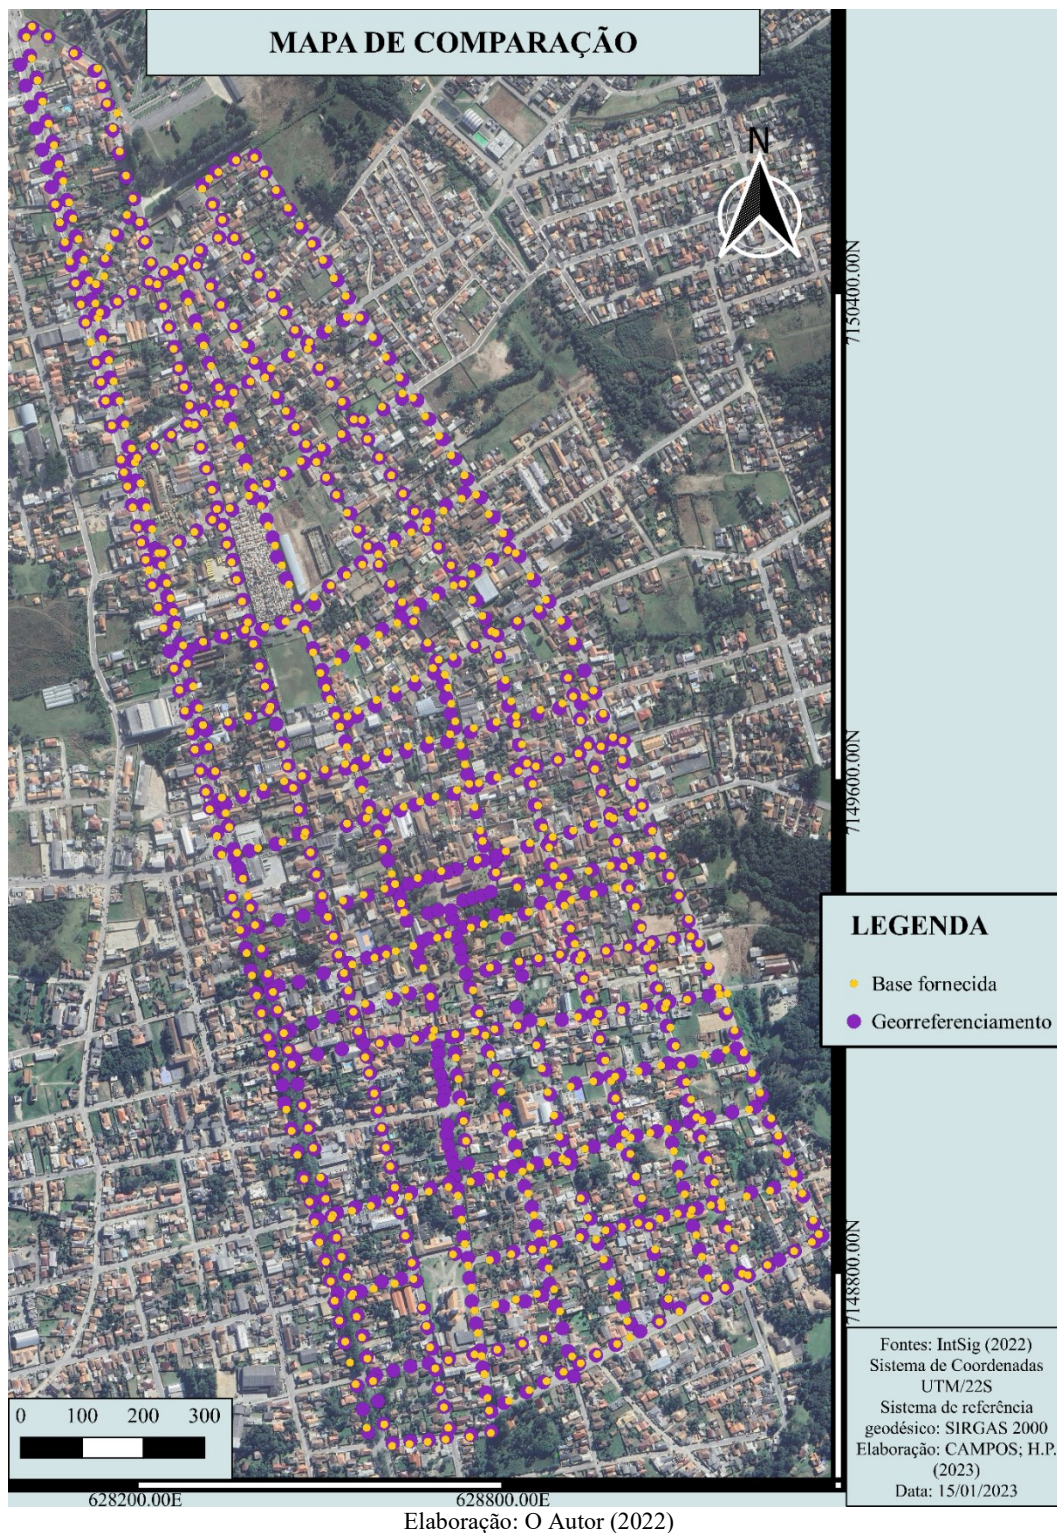 MAPA DE COMPARAÇÃO
N
7150400.00N
7149600.00N
LEGENDA
Base fornecida
Georreferenciamento
7148800.00N
Fontes: IntSig (2022)
Sistema de Coordenadas
UTM/22S
Sistema de referência
geodésico: SIRGAS 2000
Elaboração: CAMPOS; H.P.
(2023)
Data: 15/01/2023
0 100 200 300
628200.00E 628800.00E
Elaboração: O Autor (2022)